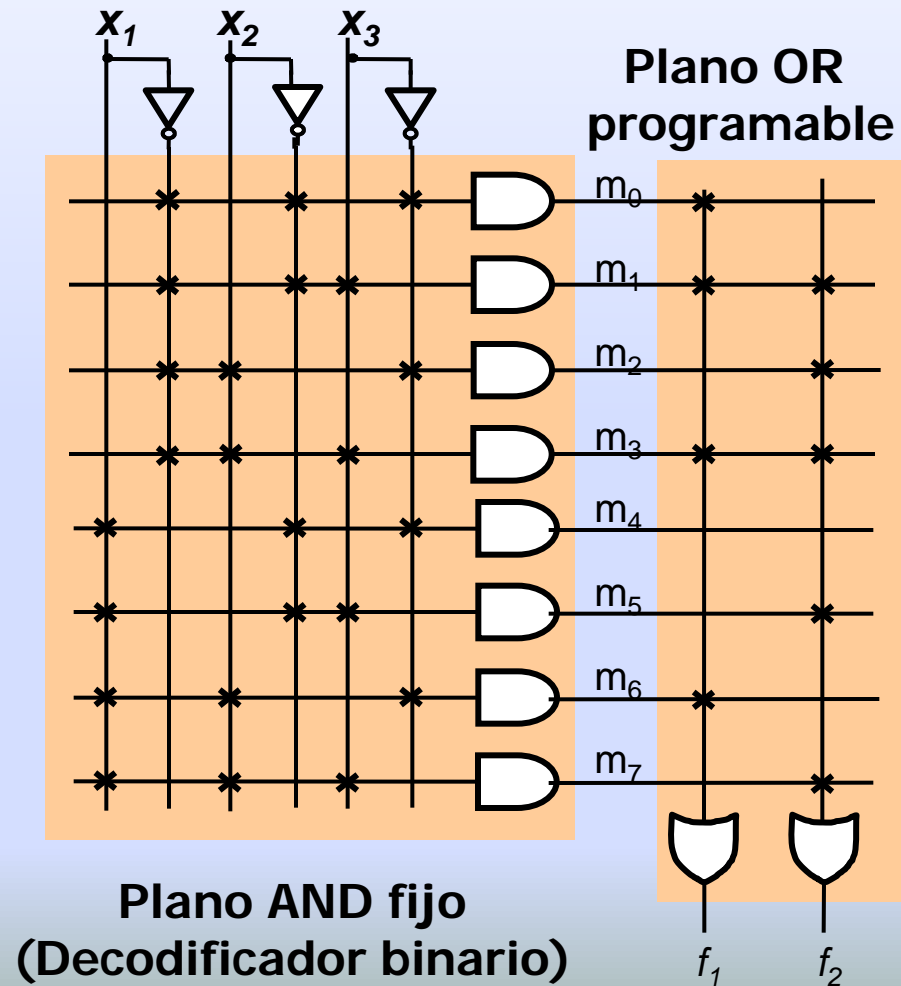 x₁ x₂ x₃
Plano OR
programable
m₀
m₁
m₂
m₃
m₄
m₅
m₆
m₇
Plano AND fijo
(Decodificador binario)
f₁ f₂